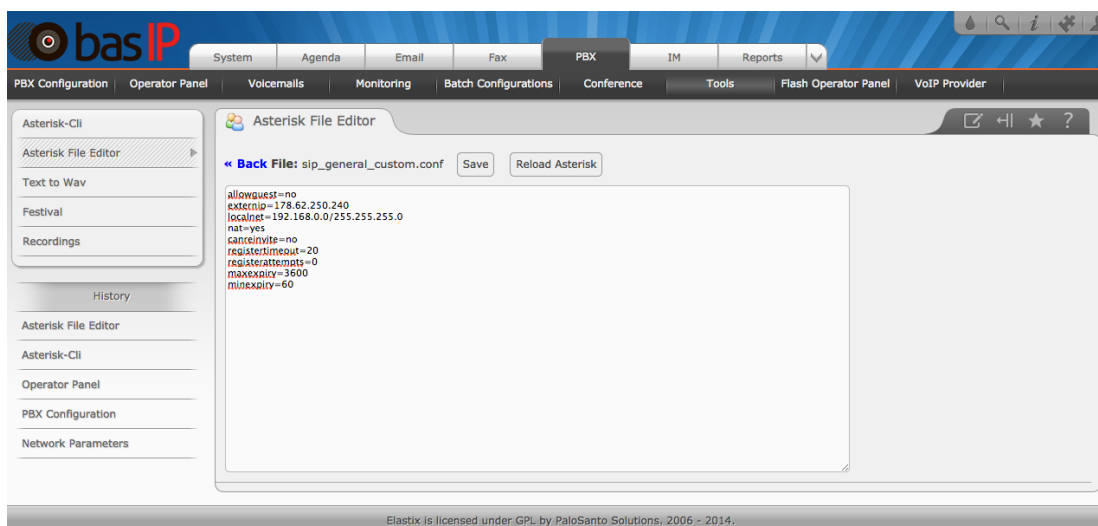 basIP
System Agenda Email Fax PBX IM Reports
PBX Configuration Operator Panel Voicemails Monitoring Batch Configurations Conference Tools Flash Operator Panel VoIP Provider
Asterisk-Cli
Asterisk File Editor
Text to Wav
Festival
Recordings
History
Asterisk File Editor
Asterisk-Cli
Operator Panel
PBX Configuration
Network Parameters
Asterisk File Editor
« Back File: sip_general_custom.conf Save Reload Asterisk
allowguest=no
externip=178.62.250.240
localnet=192.168.0.0/255.255.255.0
nat=yes
canreinvite=no
registertimeout=20
registerattempts=0
maxexpiry=3600
minexpiry=60
Elastix is licensed under GPL by PaloSanto Solutions. 2006 - 2014.